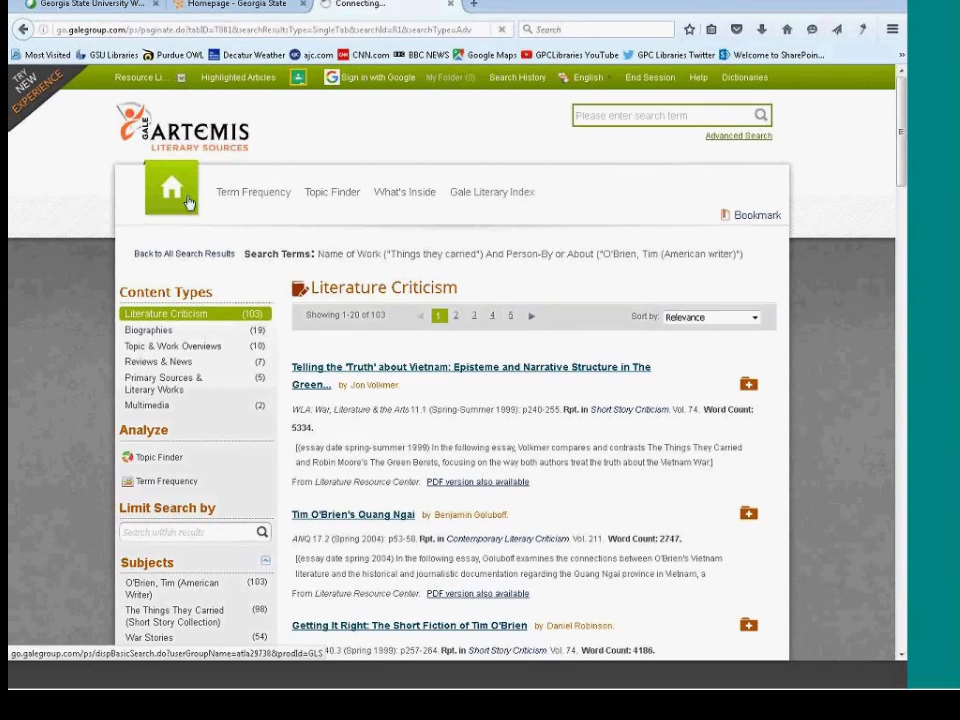 Georgia State University W... × Homepage - Georgia State × Connecting... × +
go.galegroup.com/ps/paginate.do?tabID=T001&searchResultsType=SingleTab&searchId=R1&searchType=Adv × Search
Most Visited GSU Libraries Purdue OWL Decatur Weather ajc.com CNN.com BBC NEWS Google Maps GPCLibraries YouTube GPC Libraries Twitter Welcome to SharePoin... »
TRY NEW EXPERIENCE
Resource Li... Highlighted Articles Sign in with Google My Folder (0) Search History English End Session Help Dictionaries
GALE ARTEMIS
LITERARY SOURCES
Please enter search term
Advanced Search
Term Frequency Topic Finder What's Inside Gale Literary Index
Bookmark
Back to All Search Results Search Terms: Name of Work ("Things they carried") And Person-By or About ("O'Brien, Tim (American writer)")
Content Types
Literature Criticism (103)
Biographies (19)
Topic & Work Overviews (10)
Reviews & News (7)
Primary Sources & (5)
Literary Works
Multimedia (2)
Analyze
Topic Finder
Term Frequency
Limit Search by
Search within results
Subjects
O'Brien, Tim (American (103)
Writer)
The Things They Carried (98)
(Short Story Collection)
War Stories (54)
Literature Criticism
Showing 1-20 of 103 1 2 3 4 5 Sort by: Relevance
Telling the 'Truth' about Vietnam: Episteme and Narrative Structure in The
Green... by Jon Volkmer.
WLA: War, Literature & the Arts 11.1 (Spring-Summer 1999): p240-255. Rpt. in Short Story Criticism. Vol. 74. Word Count:
5334.
[(essay date spring-summer 1999) In the following essay, Volkmer compares and contrasts The Things They Carried
and Robin Moore's The Green Berets, focusing on the way both authors treat the truth about the Vietnam War.]
From Literature Resource Center. PDF version also available
Tim O'Brien's Quang Ngai by Benjamin Goluboff.
ANQ 17.2 (Spring 2004): p53-58. Rpt. in Contemporary Literary Criticism. Vol. 211. Word Count: 2747.
[(essay date spring 2004) In the following essay, Goluboff examines the connections between O'Brien's Vietnam
literature and the historical and journalistic documentation regarding the Quang Ngai province in Vietnam, a
From Literature Resource Center. PDF version also available
Getting It Right: The Short Fiction of Tim O'Brien by Daniel Robinson.
40.3 (Spring 1999): p257-264. Rpt. in Short Story Criticism. Vol. 74. Word Count: 4186.
go.galegroup.com/ps/dispBasicSearch.do?userGroupName=atla29738&prodId=GLS